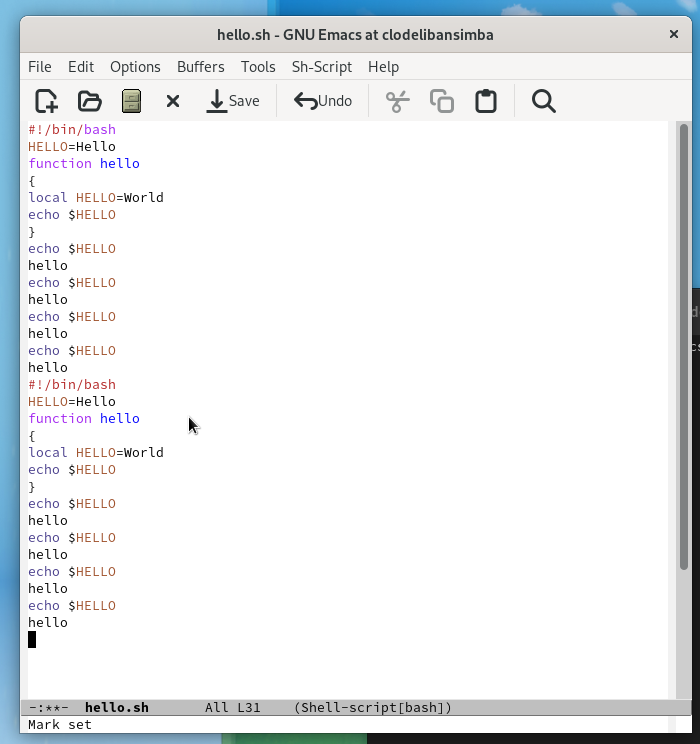 hello.sh - GNU Emacs at clodelibansimba
File Edit Options Buffers Tools Sh-Script Help
Save Undo
#!/bin/bash
HELLO=Hello
function hello
{
local HELLO=World
echo $HELLO
}
echo $HELLO
hello
echo $HELLO
hello
echo $HELLO
hello
echo $HELLO
hello
#!/bin/bash
HELLO=Hello
function hello
{
local HELLO=World
echo $HELLO
}
echo $HELLO
hello
echo $HELLO
hello
echo $HELLO
hello
echo $HELLO
hello
-:**- hello.sh All L31 (Shell-script[bash])
Mark set